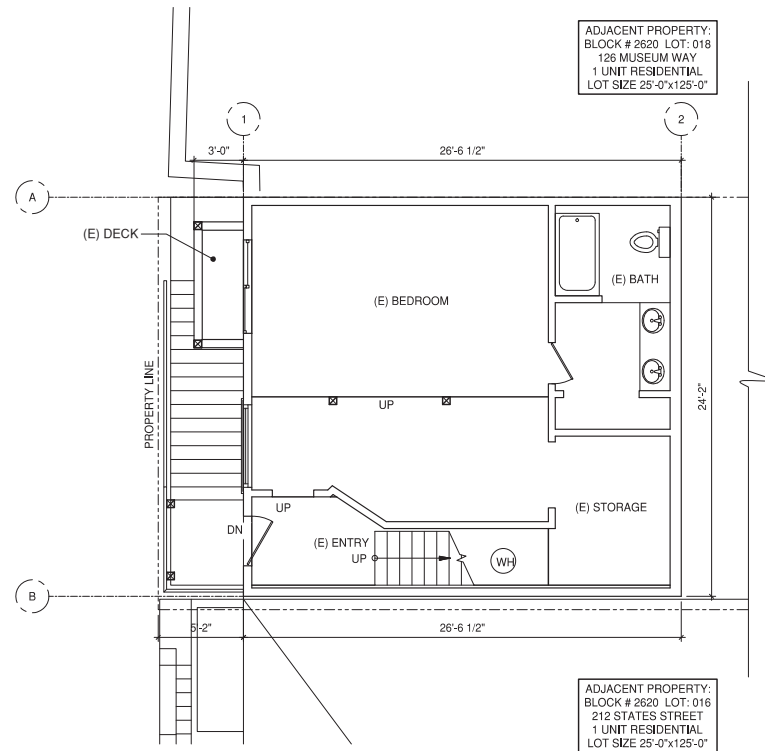 ADJACENT PROPERTY:
BLOCK # 2620 LOT: 018
126 MUSEUM WAY
1 UNIT RESIDENTIAL
LOT SIZE 25'-0"x125'-0"
1
2
3'-0"
26'-6 1/2"
A
(E) DECK
(E) BATH
(E) BEDROOM
PROPERTY LINE
UP
24'-2"
UP
(E) STORAGE
DN
(E) ENTRY
UP
WH
B
5'-2"
26'-6 1/2"
ADJACENT PROPERTY:
BLOCK # 2620 LOT: 016
212 STATES STREET
1 UNIT RESIDENTIAL
LOT SIZE 25'-0"x125'-0"